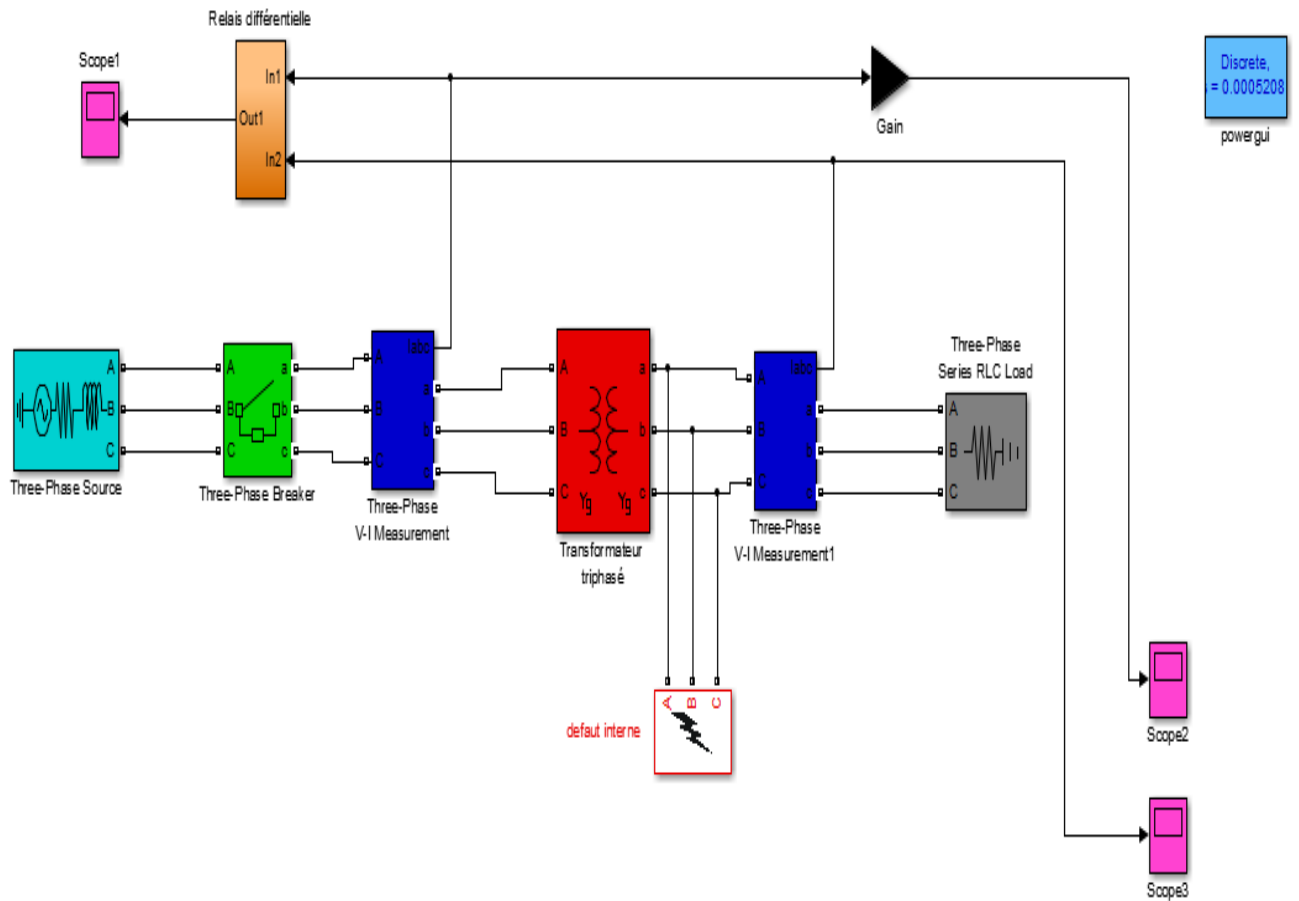 Relais différentielle
Scope1
In1
Out1
In2
Gain
Discrete,
s = 0.0005208
powergui
A
B
C
Three-Phase Source
A
B
C
a
b
c
Three-Phase Breaker
A
B
C
Iabc
a
b
c
Three-Phase
V-I Measurement
A
B
C
a
b
c
Yg
Yg
Transformateur
triphasé
A
B
C
Iabc
a
b
c
Three-Phase
V-I Measurement1
Three-Phase
Series RLC Load
A
B
C
defaut interne
A
B
C
Scope2
Scope3